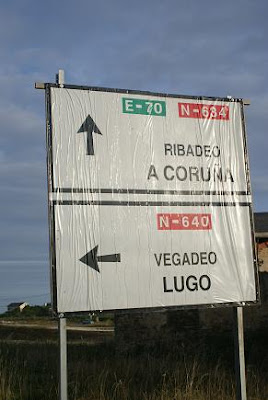 E-70 N-634
RIBADEO
A CORUÑA
N-640
VEGADEO
LUGO